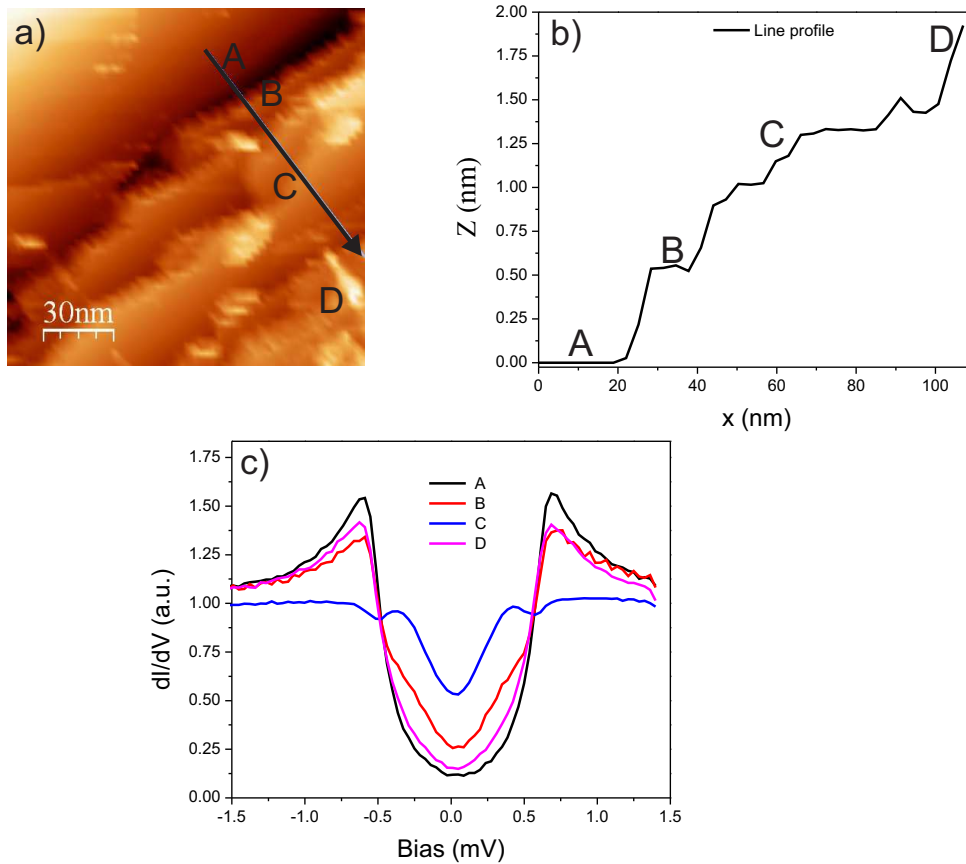 a)
A
B
C
D
30nm
b)
2.00
1.75
1.50
1.25
1.00
0.75
0.50
0.25
0.00
Z (nm)
Line profile
A
B
C
D
0 20 40 60 80 100
x (nm)
c)
1.75
1.50
1.25
1.00
0.75
0.50
0.25
0.00
dI/dV (a.u.)
A
B
C
D
-1.5 -1.0 -0.5 0.0 0.5 1.0 1.5
Bias (mV)